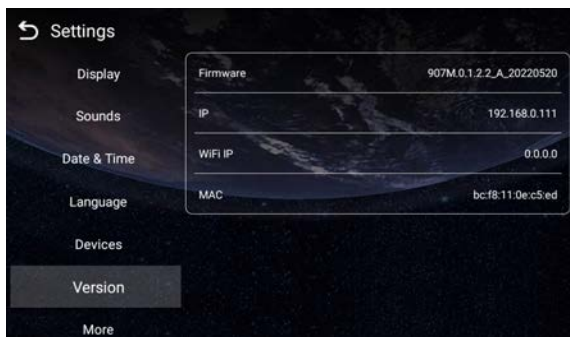 Settings
Display
Sounds
Date & Time
Language
Devices
Version
More
Firmware 907M.0.1.2.2_A_20220520
IP 192.168.0.111
WiFi IP 0.0.0.0
MAC bc:f8:11:0e:c5:ed